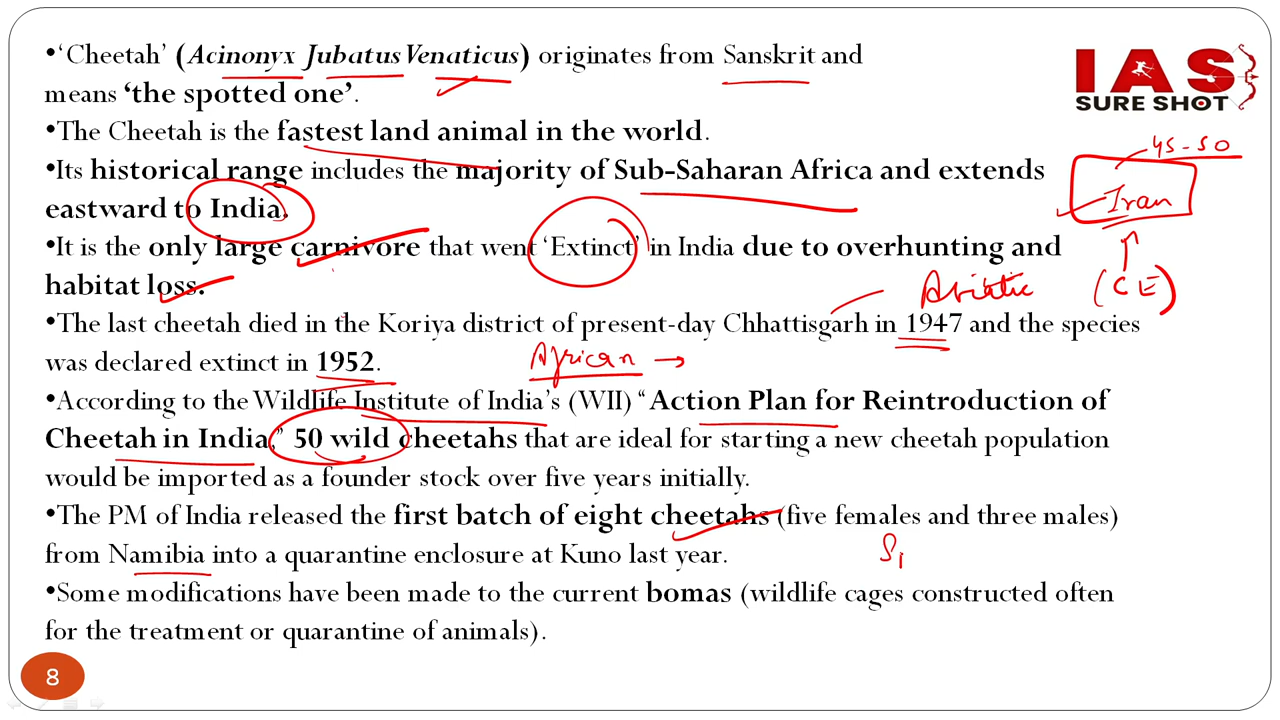 •‘Cheetah’ (Acinonyx Jubatus Venaticus) originates from Sanskrit and
means ‘the spotted one’.
IAS
SURE SHOT
•The Cheetah is the fastest land animal in the world.
45-50
•Its historical range includes the majority of Sub-Saharan Africa and extends
eastward to India.
Iran
•It is the only large carnivore that went ‘Extinct’ in India due to overhunting and
habitat loss.
Asiatic
(CE)
•The last cheetah died in the Koriya district of present-day Chhattisgarh in 1947 and the species
was declared extinct in 1952.
African →
•According to the Wildlife Institute of India’s (WII) “Action Plan for Reintroduction of
Cheetah in India,” 50 wild cheetahs that are ideal for starting a new cheetah population
would be imported as a founder stock over five years initially.
•The PM of India released the first batch of eight cheetahs (five females and three males)
from Namibia into a quarantine enclosure at Kuno last year.
•Some modifications have been made to the current bomas (wildlife cages constructed often
for the treatment or quarantine of animals).
8